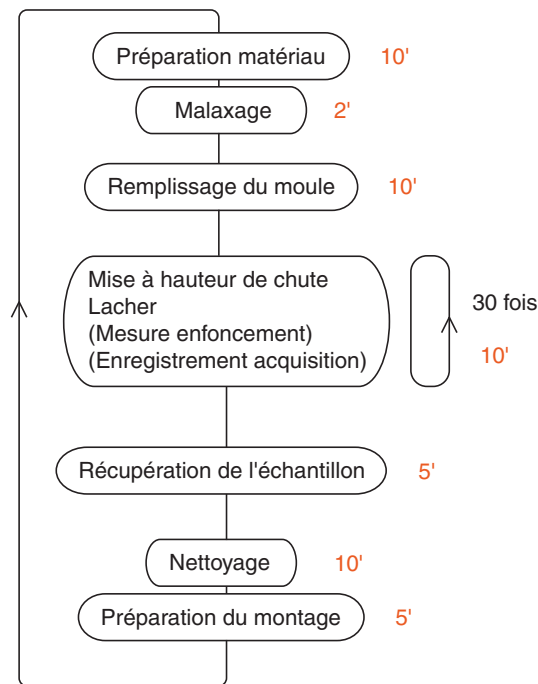 Préparation matériau 10'
Malaxage 2'
Remplissage du moule 10'
Mise à hauteur de chute
Lacher
(Mesure enfoncement)
(Enregistrement acquisition)
30 fois
10'
Récupération de l'échantillon 5'
Nettoyage 10'
Préparation du montage 5'